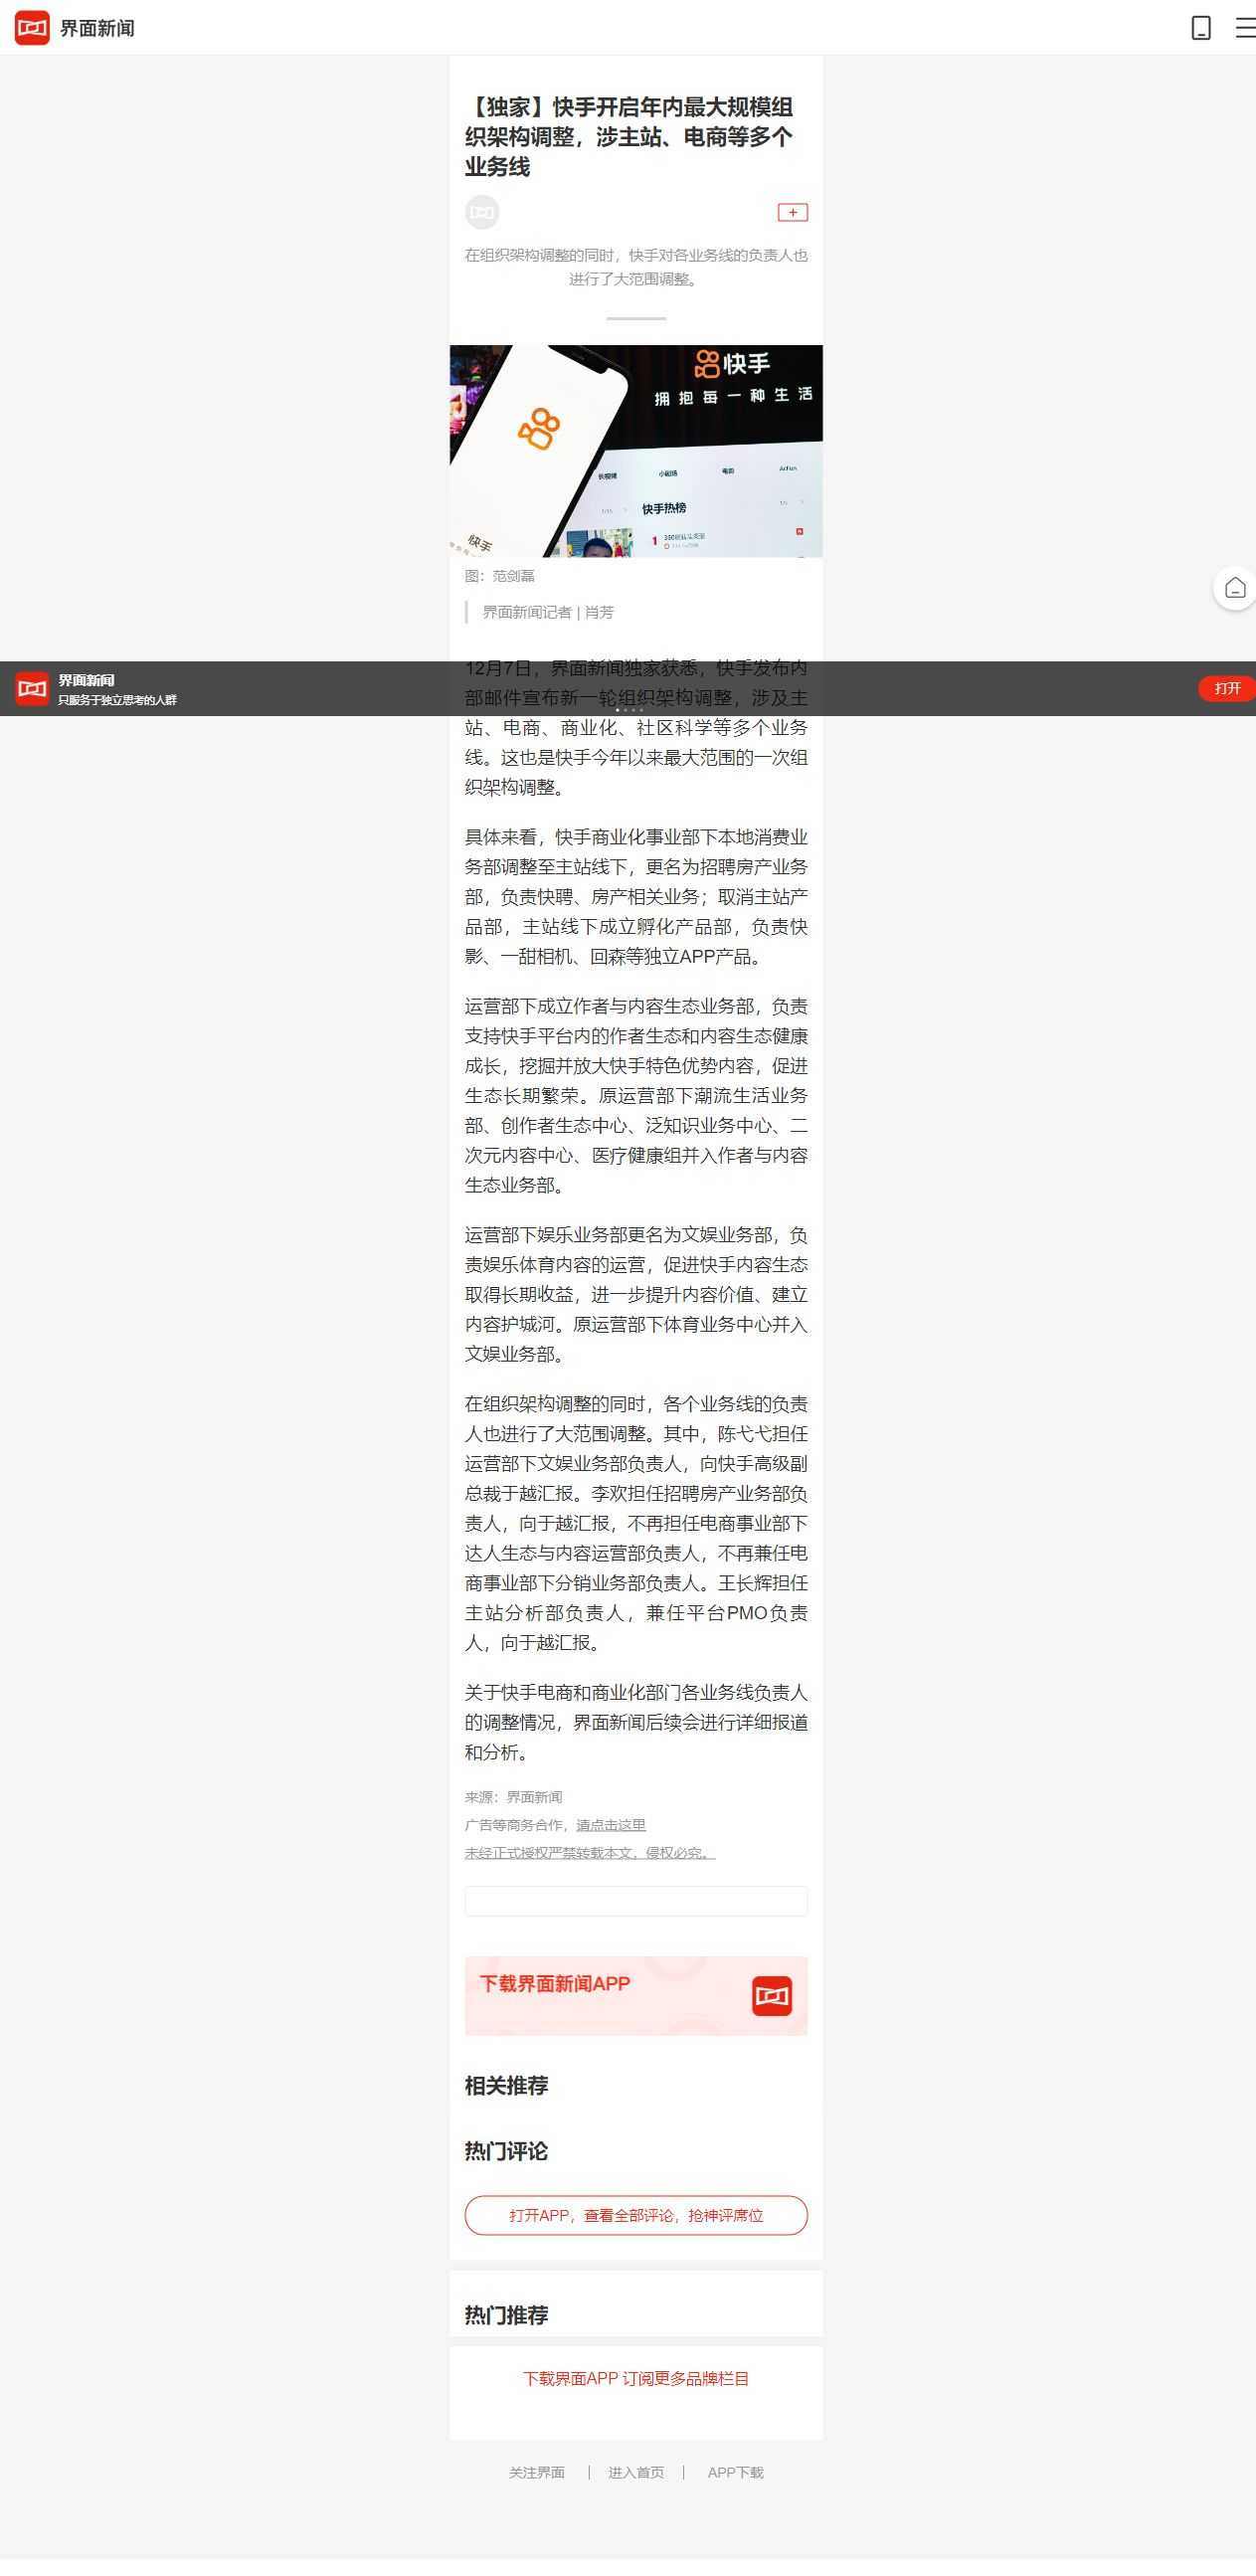 界面新闻
【独家】快手开启年内最大规模组
织架构调整，涉主站、电商等多个
业务线
+
在组织架构调整的同时，快手对各业务线的负责人也
进行了大范围调整。
快手
拥抱每一种生活
长视频 小剧场 电商 AcFun
快手热榜
1
快手
图：范剑磊
界面新闻记者 | 肖芳
12月7日，界面新闻独家获悉，快手发布内
界面新闻
部邮件宣布新一轮组织架构调整，涉及主
只服务于独立思考的人群
打开
站、电商、商业化、社区科学等多个业务
线。这也是快手今年以来最大范围的一次组
织架构调整。
具体来看，快手商业化事业部下本地消费业
务部调整至主站线下，更名为招聘房产业务
部，负责快聘、房产相关业务；取消主站产
品部，主站线下成立孵化产品部，负责快
影、一甜相机、回森等独立APP产品。
运营部下成立作者与内容生态业务部，负责
支持快手平台内的作者生态和内容生态健康
成长，挖掘并放大快手特色优势内容，促进
生态长期繁荣。原运营部下潮流生活业务
部、创作者生态中心、泛知识业务中心、二
次元内容中心、医疗健康组并入作者与内容
生态业务部。
运营部下娱乐业务部更名为文娱业务部，负
责娱乐体育内容的运营，促进快手内容生态
取得长期收益，进一步提升内容价值、建立
内容护城河。原运营部下体育业务中心并入
文娱业务部。
在组织架构调整的同时，各个业务线的负责
人也进行了大范围调整。其中，陈弋弋担任
运营部下文娱业务部负责人，向快手高级副
总裁于越汇报。李欢担任招聘房产业务部负
责人，向于越汇报，不再担任电商事业部下
达人生态与内容运营部负责人，不再兼任电
商事业部下分销业务部负责人。王长辉担任
主站分析部负责人，兼任平台PMO负责
人，向于越汇报。
关于快手电商和商业化部门各业务线负责人
的调整情况，界面新闻后续会进行详细报道
和分析。
来源：界面新闻
广告等商务合作，请点击这里
未经正式授权严禁转载本文，侵权必究。
下载界面新闻APP
相关推荐
热门评论
打开APP，查看全部评论，抢神评席位
热门推荐
下载界面APP 订阅更多品牌栏目
关注界面 | 进入首页 | APP下载